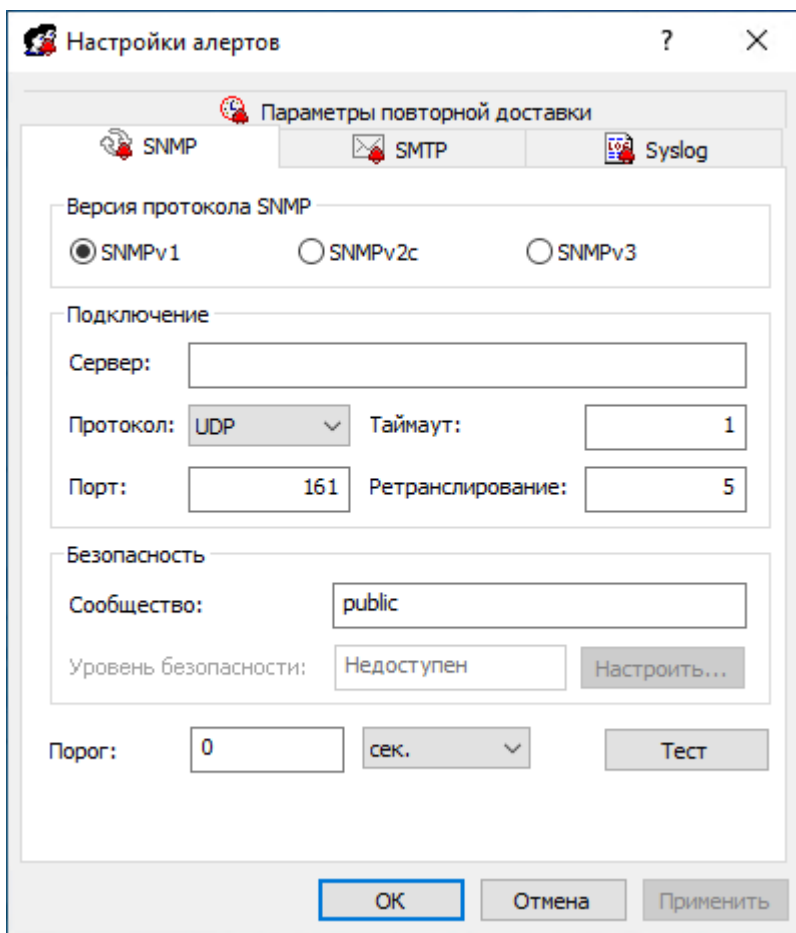 Настройки алертов ?
Параметры повторной доставки
SNMP SMTP Syslog
Версия протокола SNMP
SNMPv1 SNMPv2c SNMPv3
Подключение
Сервер:
Протокол: UDP Таймаут: 1
Порт: 161 Ретранслирование: 5
Безопасность
Сообщество: public
Уровень безопасности: Недоступен Настроить...
Порог: 0 сек. Тест
OK Отмена Применить